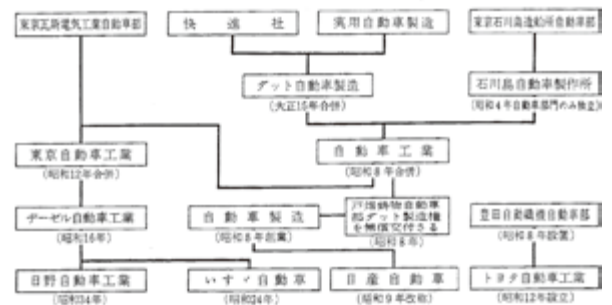 東京瓦斯電気工業自動車部
快進社
実用自動車製造
東京石川島造船所自動車部
ダット自動車製造
(大正15年合併)
石川島自動車製作所
(昭和4年自動車部門のみ独立)
東京自動車工業
(昭和12年合併)
自動車工業
(昭和8年合併)
ヂーゼル自動車工業
(昭和16年)
自動車製造
(昭和8年創業)
戸畑鋳物自動車
部ダット製造権
を無償交付さる
(昭和8年)
豊田自動織機自動車部
(昭和8年設置)
日野自動車工業
(昭和34年)
いすゞ自動車
(昭和24年)
日産自動車
(昭和9年改称)
トヨタ自動車工業
(昭和12年設立)